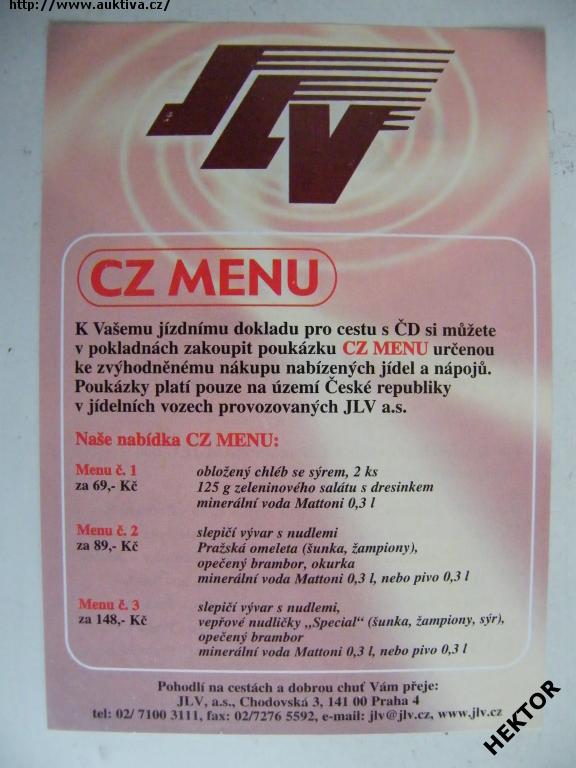 http://www.auktiva.cz/
JLV
CZ MENU
K Vašemu jízdnímu dokladu pro cestu s ČD si můžete
v pokladnách zakoupit poukázku CZ MENU určenou
ke zvýhodněnému nákupu nabízených jídel a nápojů.
Poukázky platí pouze na území České republiky
v jídelních vozech provozovaných JLV a.s.
Naše nabídka CZ MENU:
Menu č. 1 obložený chléb se sýrem, 2 ks
za 69,- Kč 125 g zeleninového salátu s dresinkem
minerální voda Mattoni 0,3 l
Menu č. 2 slepičí vývar s nudlemi
za 89,- Kč Pražská omeleta (šunka, žampiony),
opečený brambor, okurka
minerální voda Mattoni 0,3 l, nebo pivo 0,3 l
Menu č. 3 slepičí vývar s nudlemi,
za 148,- Kč vepřové nudličky „Special“ (šunka, žampiony, sýr),
opečený brambor
minerální voda Mattoni 0,3 l, nebo pivo 0,3 l
Pohodlí na cestách a dobrou chuť Vám přeje:
JLV, a.s., Chodovská 3, 141 00 Praha 4
tel: 02/ 7100 3111, fax: 02/7276 5592, e-mail: jlv@jlv.cz, www.jlv.cz
HEKTOR